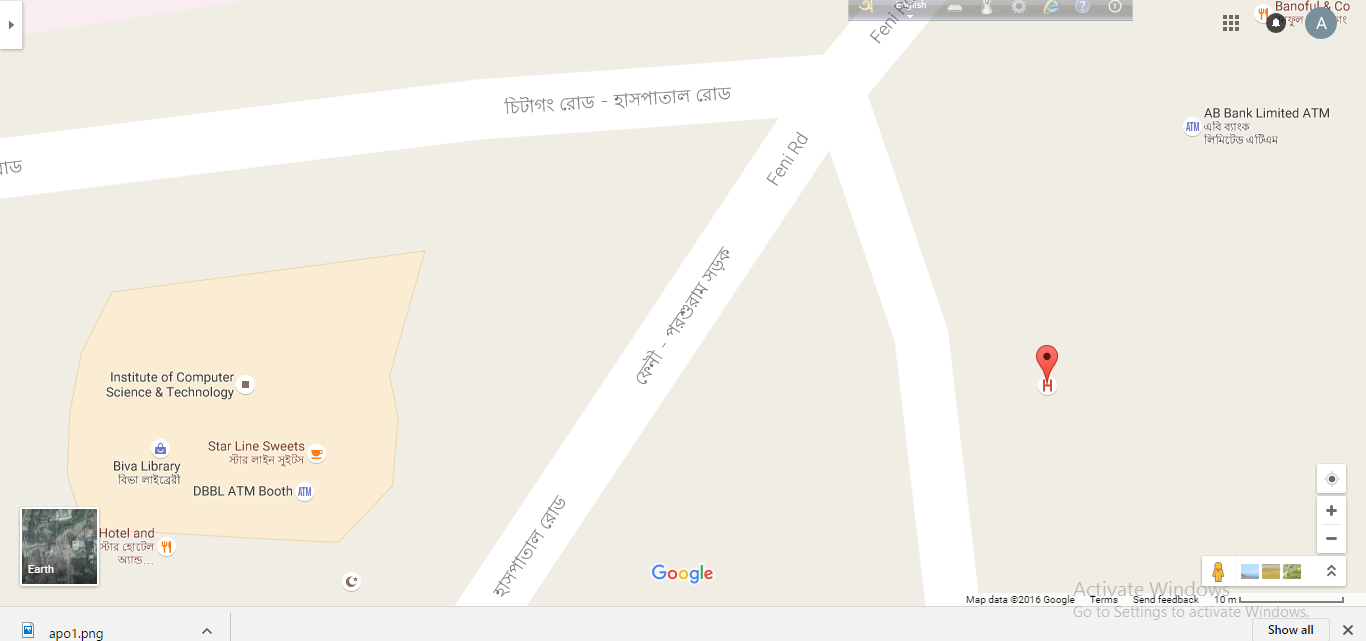 English
Feni Rd
Banoful & Co
A
চিটাগং রোড - হাসপাতাল রোড
AB Bank Limited ATM
ATM
এবি ব্যাংক
লিমিটেড এটিএম
Feni Rd
ফেনী - পরশুরাম সড়ক
Institute of Computer
Science & Technology
H
Star Line Sweets
স্টার লাইন সুইটস
Biva Library
বিভা লাইব্রেরী
DBBL ATM Booth
ATM
হাসপাতাল রোড
Hotel and
স্টার হোটেল
অ্যান্ড...
Earth
Google
Activate Windows
Go to Settings to activate Windows.
Map data ©2016 Google
Terms
Send feedback
10 m
apo1.png
Show all